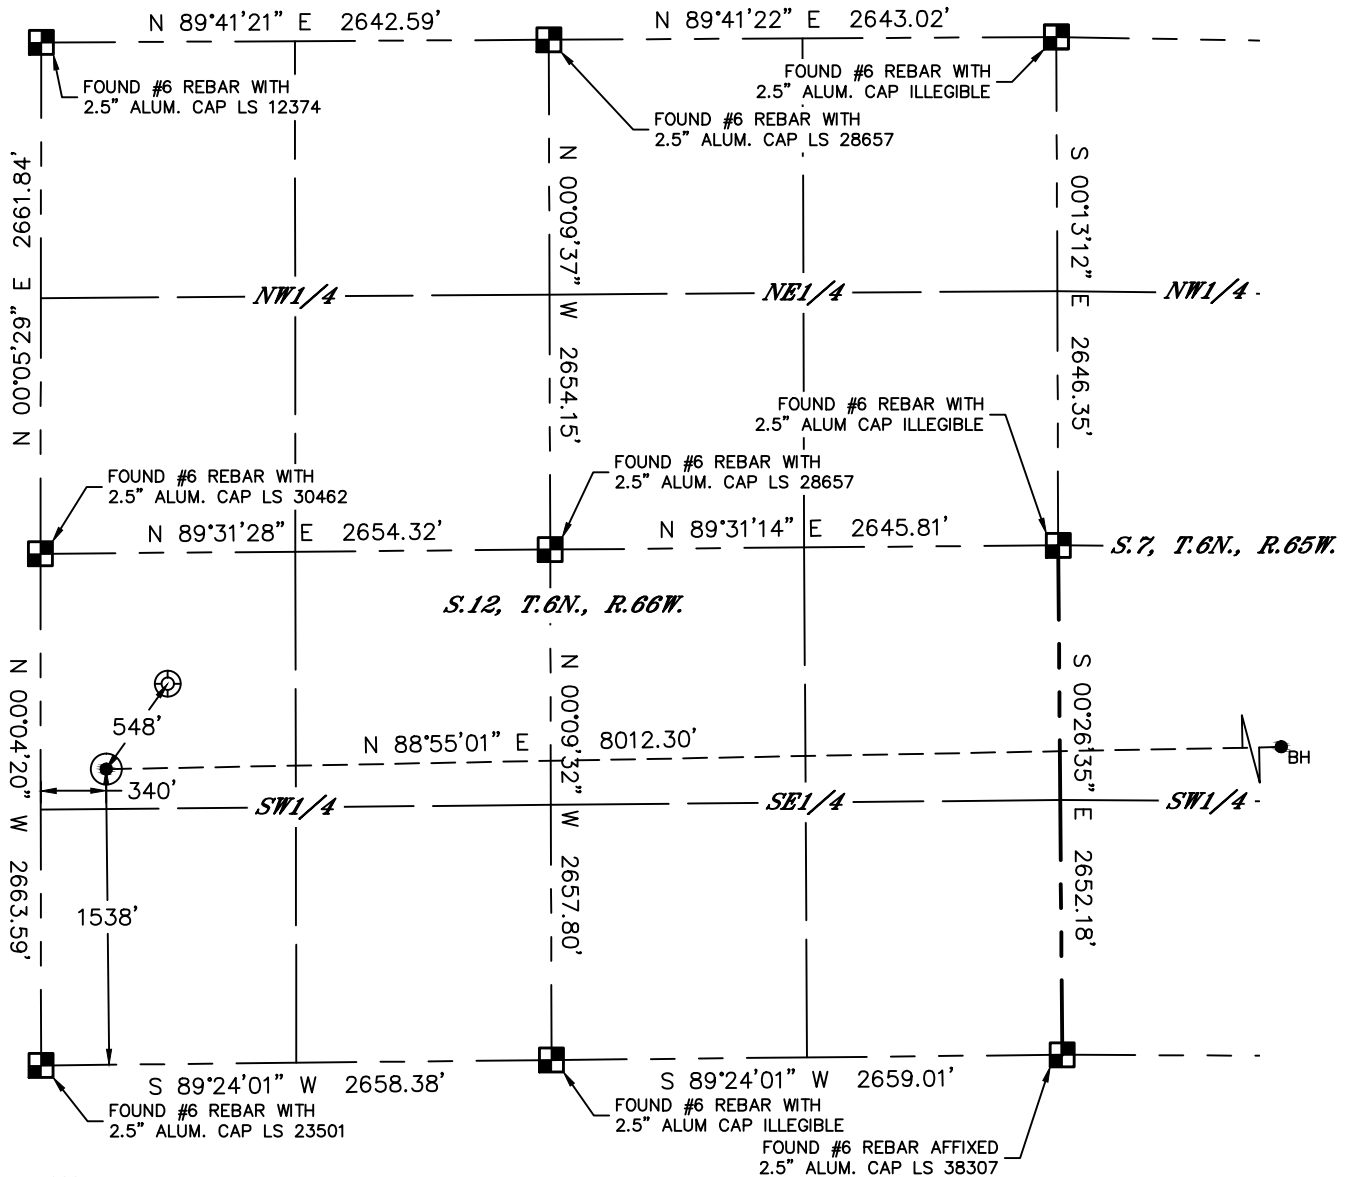 N 89°41'21" E 2642.59'
N 89°41'22" E 2643.02'
FOUND #6 REBAR WITH
2.5" ALUM. CAP LS 12374
FOUND #6 REBAR WITH
2.5" ALUM. CAP LS 28657
FOUND #6 REBAR WITH
2.5" ALUM. CAP ILLEGIBLE
N 00°05'29" E 2661.84'
N 00°09'37" W 2654.15'
S 00°13'12" E 2646.35'
NW1/4
NE1/4
NW1/4
FOUND #6 REBAR WITH
2.5" ALUM CAP ILLEGIBLE
FOUND #6 REBAR WITH
2.5" ALUM. CAP LS 30462
FOUND #6 REBAR WITH
2.5" ALUM. CAP LS 28657
N 89°31'28" E 2654.32'
N 89°31'14" E 2645.81'
S.7, T.6N., R.65W.
S.12, T.6N., R.66W.
N 00°04'20" W 2663.59'
N 00°09'32" W 2657.80'
S 00°26'35" E 2652.18'
548'
N 88°55'01" E 8012.30'
BH
340'
SW1/4
SE1/4
SW1/4
1538'
S 89°24'01" W 2658.38'
S 89°24'01" W 2659.01'
FOUND #6 REBAR WITH
2.5" ALUM. CAP LS 23501
FOUND #6 REBAR WITH
2.5" ALUM CAP ILLEGIBLE
FOUND #6 REBAR AFFIXED
2.5" ALUM. CAP LS 38307